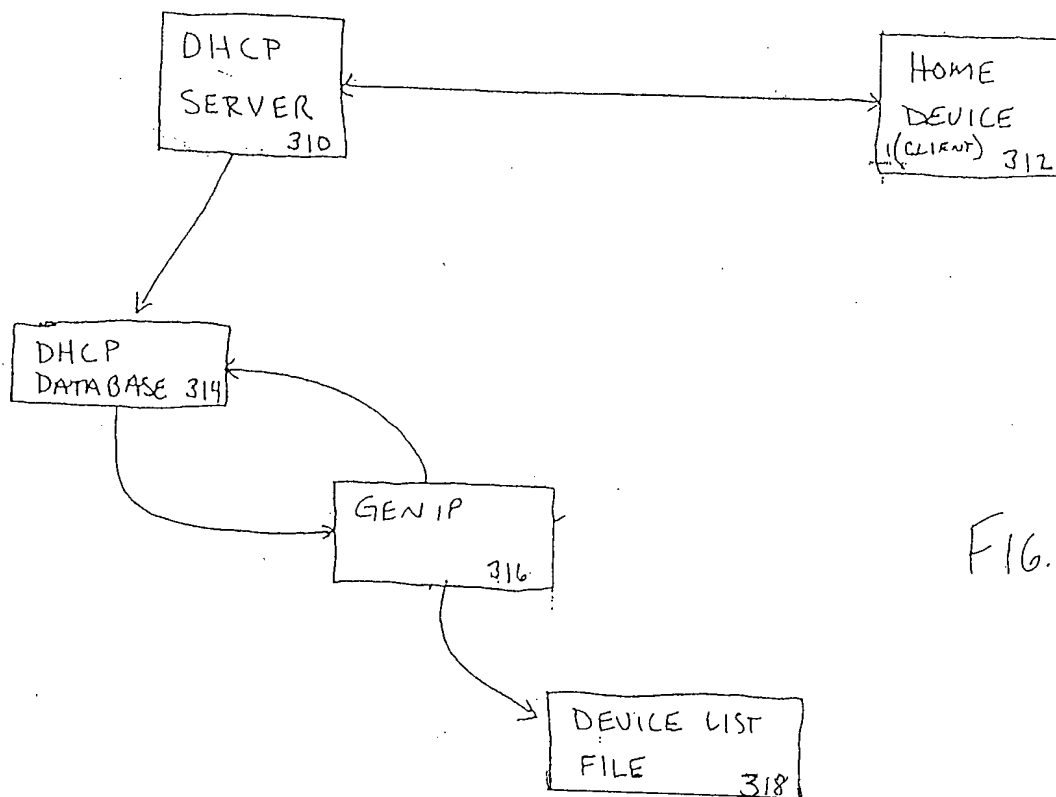 DHCP
SERVER
310
HOME
DEVICE
(CLIENT) 312
DHCP
DATABASE 314
GENIP
316
FIG.
DEVICE LIST
FILE
318